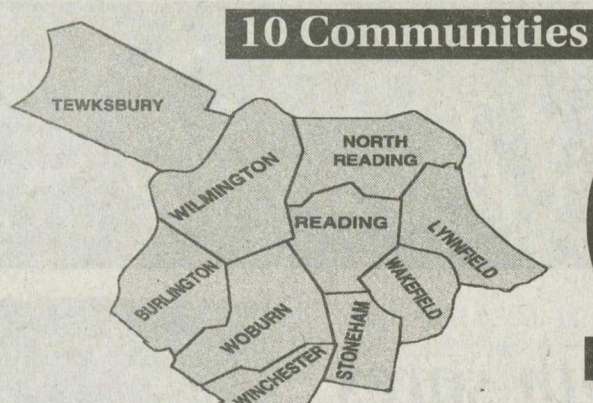 10 Communities
TEWKSBURY
WILMINGTON
NORTH
READING
READING
LYNNFIELD
BURLINGTON
WAKEFIELD
WOBURN
STONEHAM
WINCHESTER